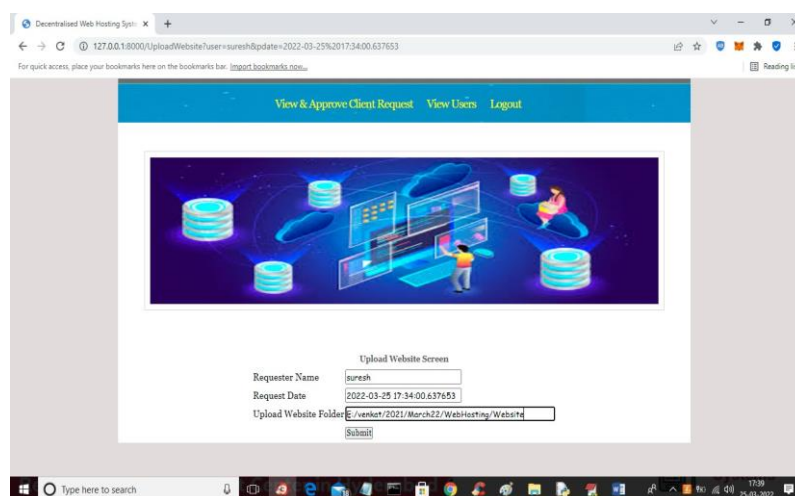 Decentralised Web Hosting Syste
127.0.0.1:8000/UploadWebsite?user=suresh&pdate=2022-03-25%2017:34:00.637653
For quick access, place your bookmarks here on the bookmarks bar. Import bookmarks now...
Reading li
View & Approve Client Request View Users Logout
Upload Website Screen
Requester Name suresh
Request Date 2022-03-25 17:34:00.637653
Upload Website Folder E:/venkat/2021/March22/WebHosting/Website
Submit
Type here to search
17:39
25-03-2022